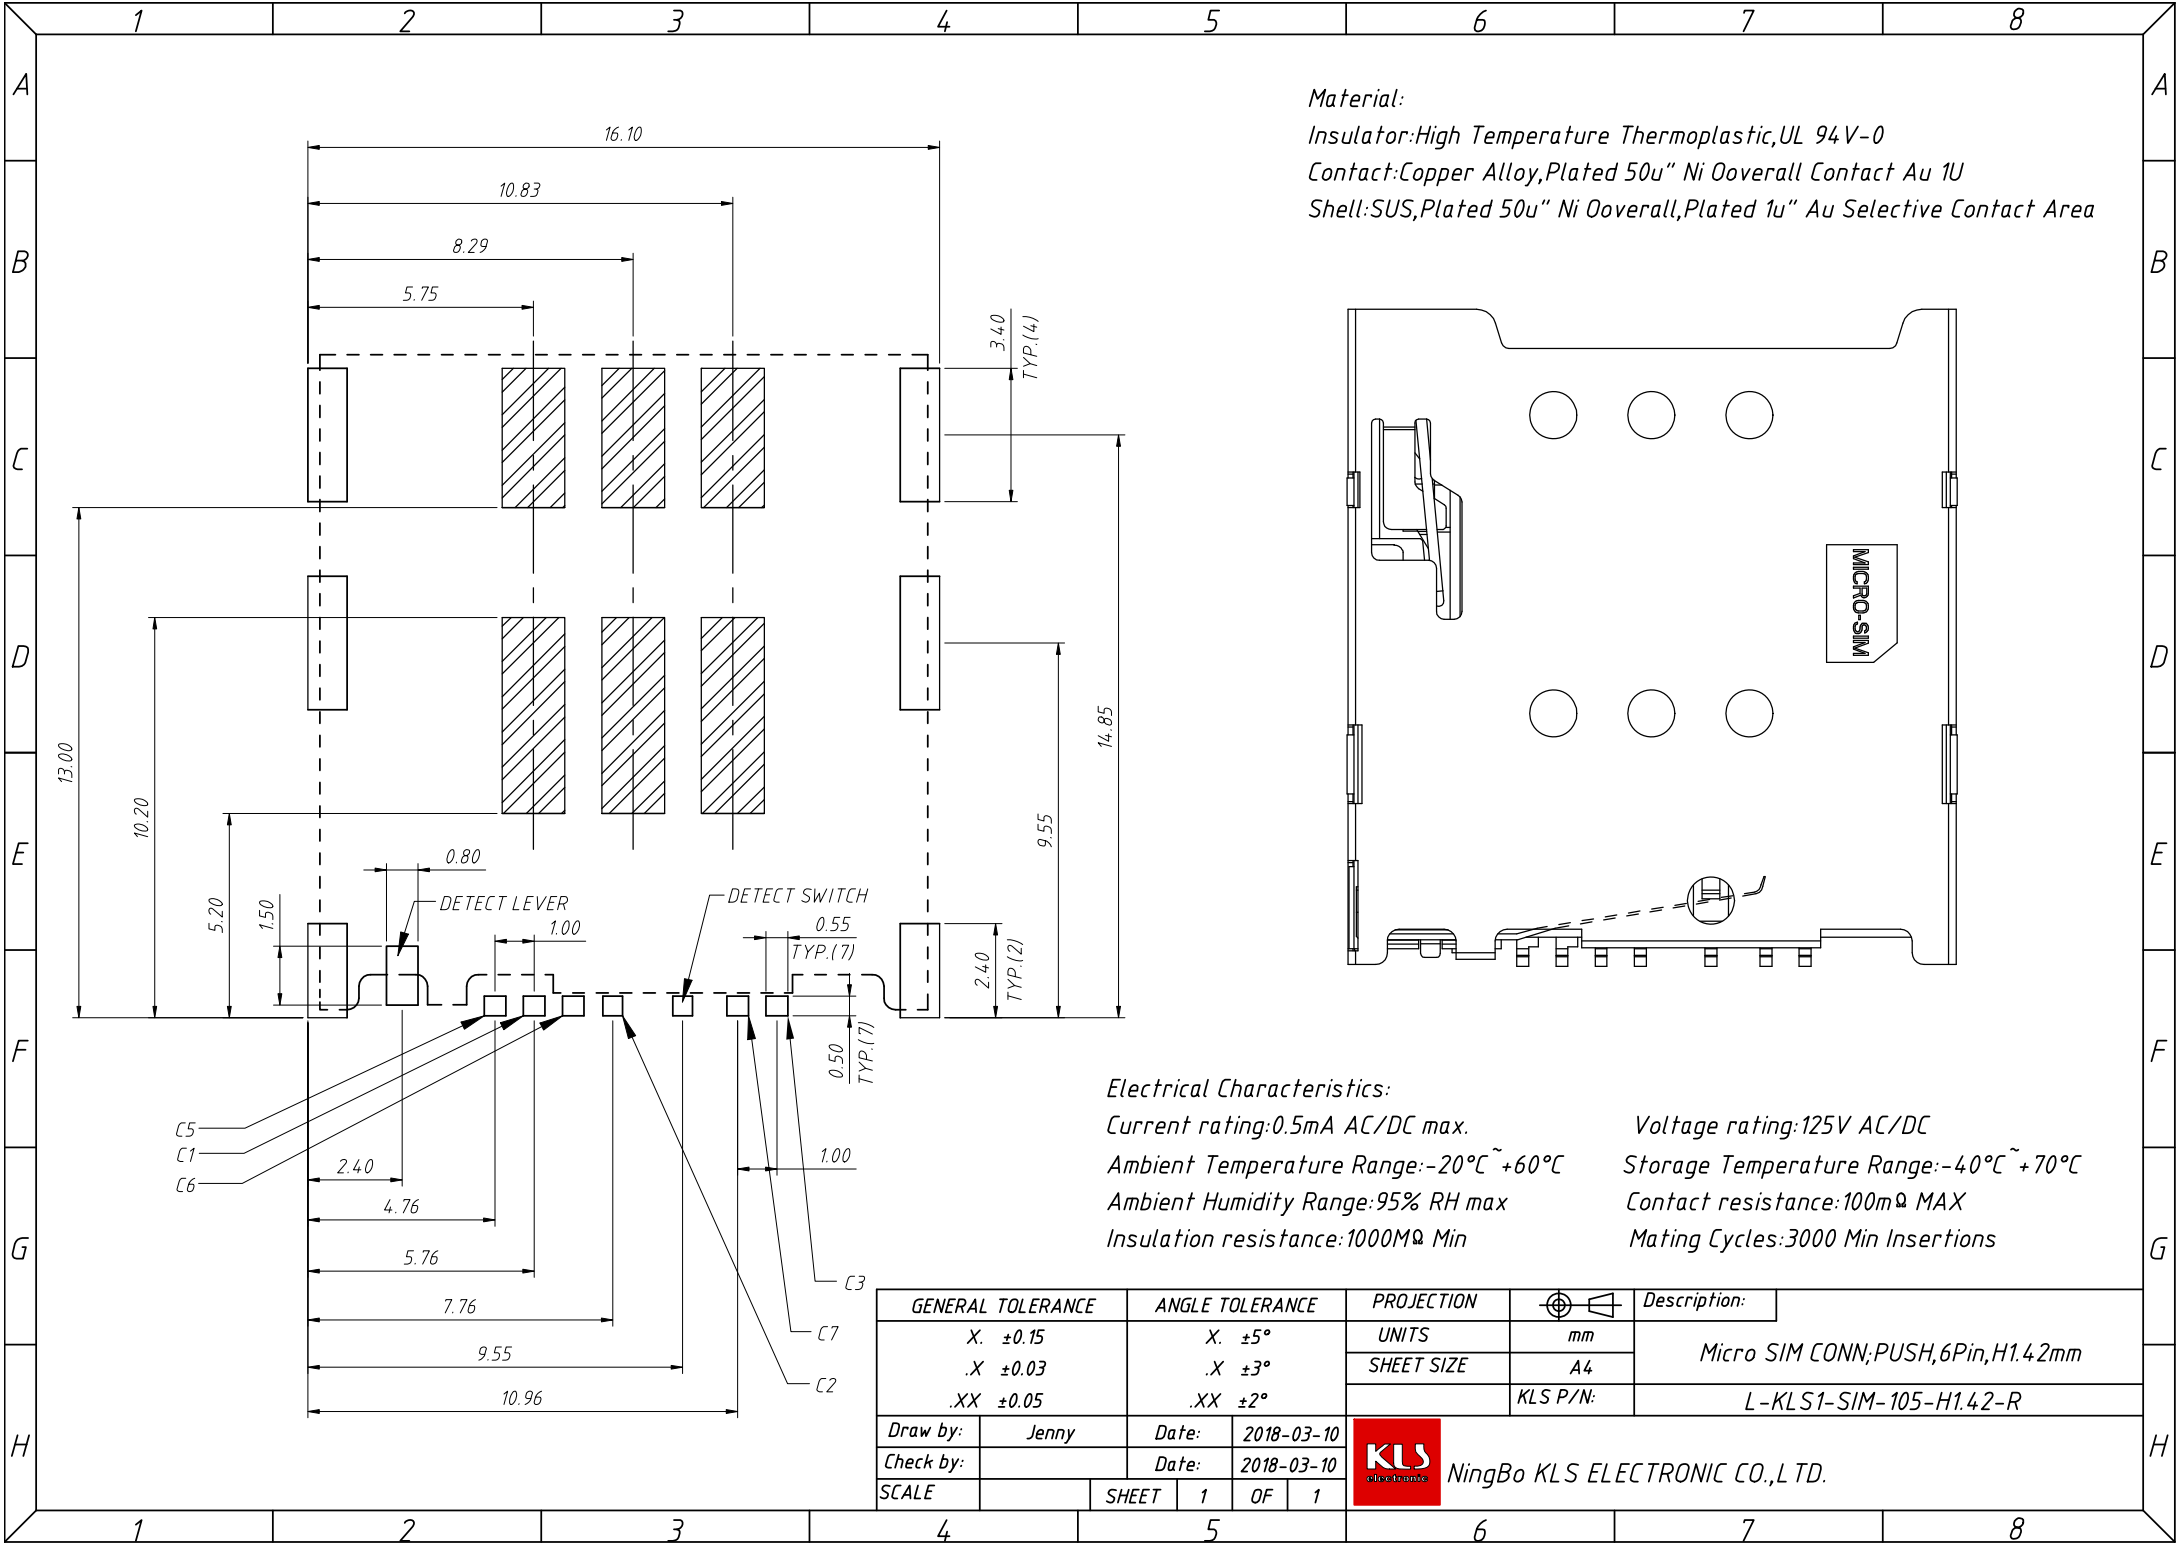 1 2 3 4 5 6 7 8
A A
B B
C C
D D
E E
F F
G G
H H
Material:
Insulator:High Temperature Thermoplastic,UL 94V-0
Contact:Copper Alloy,Plated 50u" Ni Ooverall Contact Au 1U
Shell:SUS,Plated 50u" Ni Ooverall,Plated 1u" Au Selective Contact Area
16.10
10.83
8.29
5.75
3.40
TYP.(4)
13.00
10.20
5.20
1.50
0.80
DETECT LEVER
1.00
DETECT SWITCH
0.55
TYP.(7)
2.40
TYP.(2)
9.55
14.85
0.50
TYP.(7)
C5
C1
C6
2.40
4.76
5.76
7.76
9.55
10.96
1.00
C3
C7
C2
MICRO-SIM
Electrical Characteristics:
Current rating:0.5mA AC/DC max. Voltage rating:125V AC/DC
Ambient Temperature Range:-20°C~+60°C Storage Temperature Range:-40°C~+70°C
Ambient Humidity Range:95% RH max Contact resistance:100mΩ MAX
Insulation resistance:1000MΩ Min Mating Cycles:3000 Min Insertions
GENERAL TOLERANCE ANGLE TOLERANCE PROJECTION Description:
X. ±0.15 X. ±5° UNITS mm
Micro SIM CONN;PUSH,6Pin,H1.42mm
.X ±0.03 .X ±3° SHEET SIZE A4
.XX ±0.05 .XX ±2° KLS P/N: L-KLS1-SIM-105-H1.42-R
Draw by: Jenny Date: 2018-03-10
Check by: Date: 2018-03-10
SCALE SHEET 1 OF 1
KLS
electronic
NingBo KLS ELECTRONIC CO.,LTD.
1 2 3 4 5 6 7 8